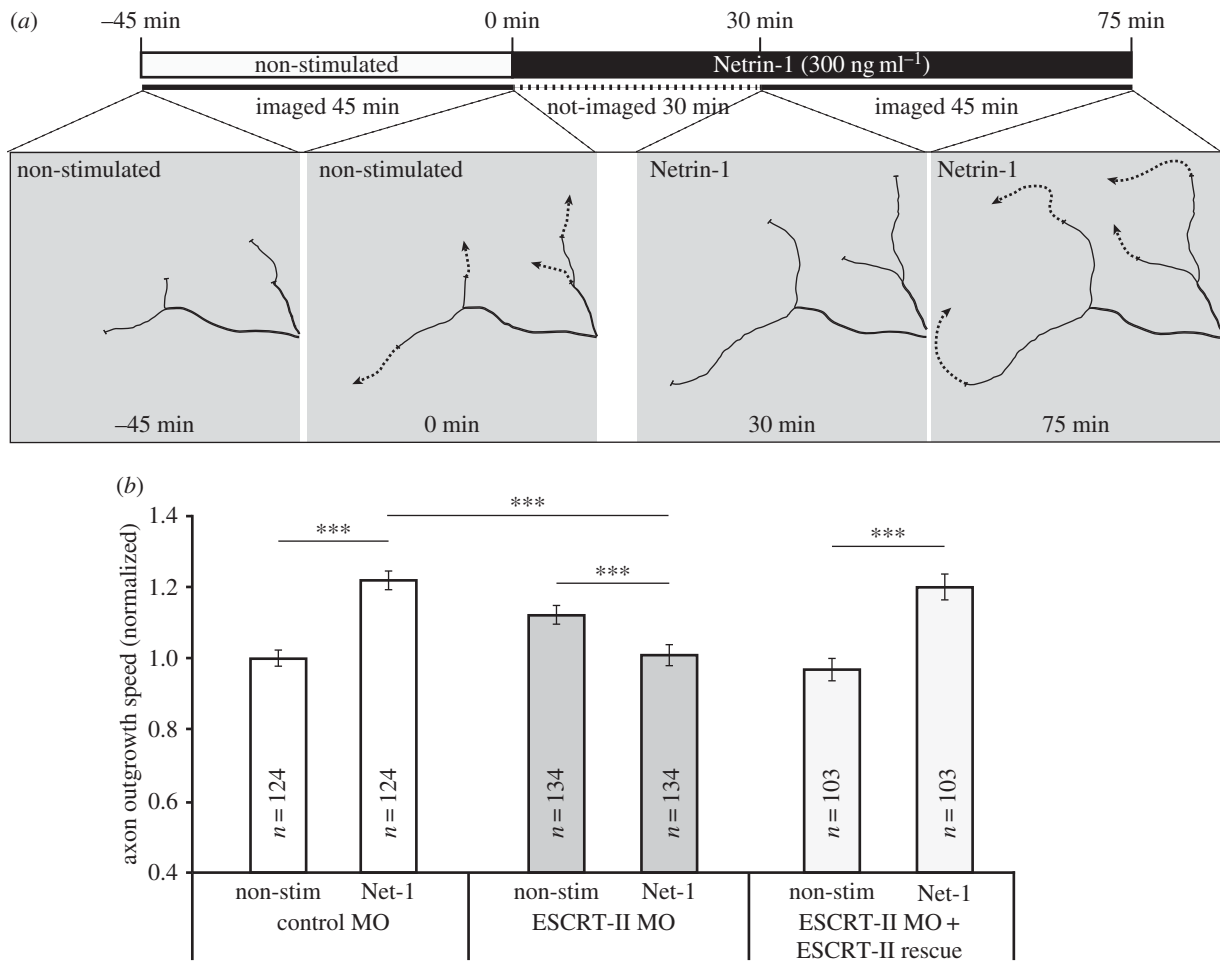 (a)
–45 min 0 min 30 min 75 min
non-stimulated Netrin-1 (300 ng ml⁻¹)
imaged 45 min not-imaged 30 min imaged 45 min
non-stimulated non-stimulated Netrin-1 Netrin-1
–45 min 0 min 30 min 75 min
(b)
axon outgrowth speed (normalized)
1.4
1.2
1.0
0.8
0.6
0.4
*** *** *** ***
n = 124 n = 124 n = 134 n = 134 n = 103 n = 103
non-stim Net-1 non-stim Net-1 non-stim Net-1
control MO ESCRT-II MO ESCRT-II MO +
ESCRT-II rescue